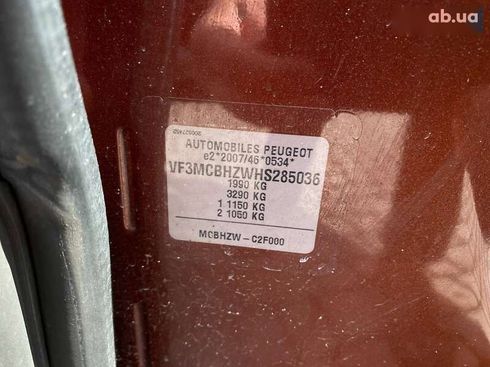 ab.ua
AUTOMOBILES PEUGEOT
e2*2007/46*0534*
VF3MCBHZWHS285036
1990 KG
3290 KG
1 1150 KG
2 1050 KG
MCBHZW-C2F000